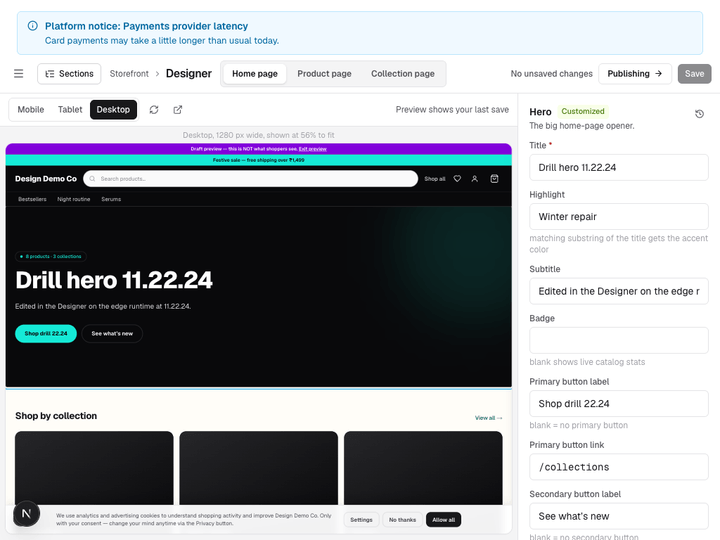 Platform notice: Payments provider latency
Card payments may take a little longer than usual today.
Sections
Storefront > Designer
Home page
Product page
Collection page
No unsaved changes
Publishing →
Save
Mobile
Tablet
Desktop
Preview shows your last save
Desktop, 1280 px wide, shown at 56% to fit
Draft preview — this is NOT what shoppers see. Exit preview
Festive sale — free shipping over ₹1,499
Design Demo Co
Search products...
Shop all
Bestsellers
Night routine
Serums
8 products · 3 collections
Drill hero 11.22.24
Edited in the Designer on the edge runtime at 11.22.24.
Shop drill 22.24
See what's new
Shop by collection
View all →
We use analytics and advertising cookies to understand shopping activity and improve Design Demo Co. Only
with your consent — change your mind anytime via the Privacy button.
Settings
No thanks
Allow all
N
Hero
Customized
The big home-page opener.
Title *
Drill hero 11.22.24
Highlight
Winter repair
matching substring of the title gets the accent
color
Subtitle
Edited in the Designer on the edge r
Badge
blank shows live catalog stats
Primary button label
Shop drill 22.24
blank = no primary button
Primary button link
/collections
Secondary button label
See what's new
blank = no secondary button